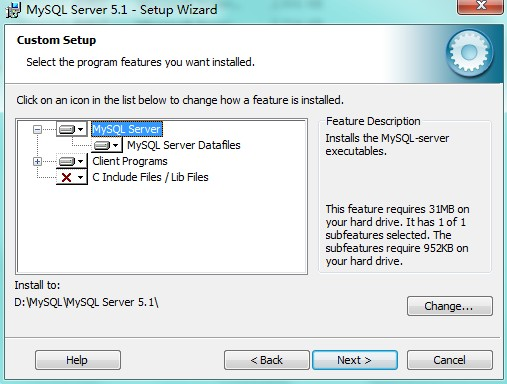 MySQL Server 5.1 - Setup Wizard
Custom Setup
Select the program features you want installed.
Click on an icon in the list below to change how a feature is installed.
MySQL Server
MySQL Server Datafiles
Client Programs
C Include Files / Lib Files
Feature Description
Installs the MySQL-server
executables.
This feature requires 31MB on
your hard drive. It has 1 of 1
subfeatures selected. The
subfeatures require 952KB on
your hard drive.
Install to:
D:\MySQL\MySQL Server 5.1\
Change...
Help
< Back
Next >
Cancel